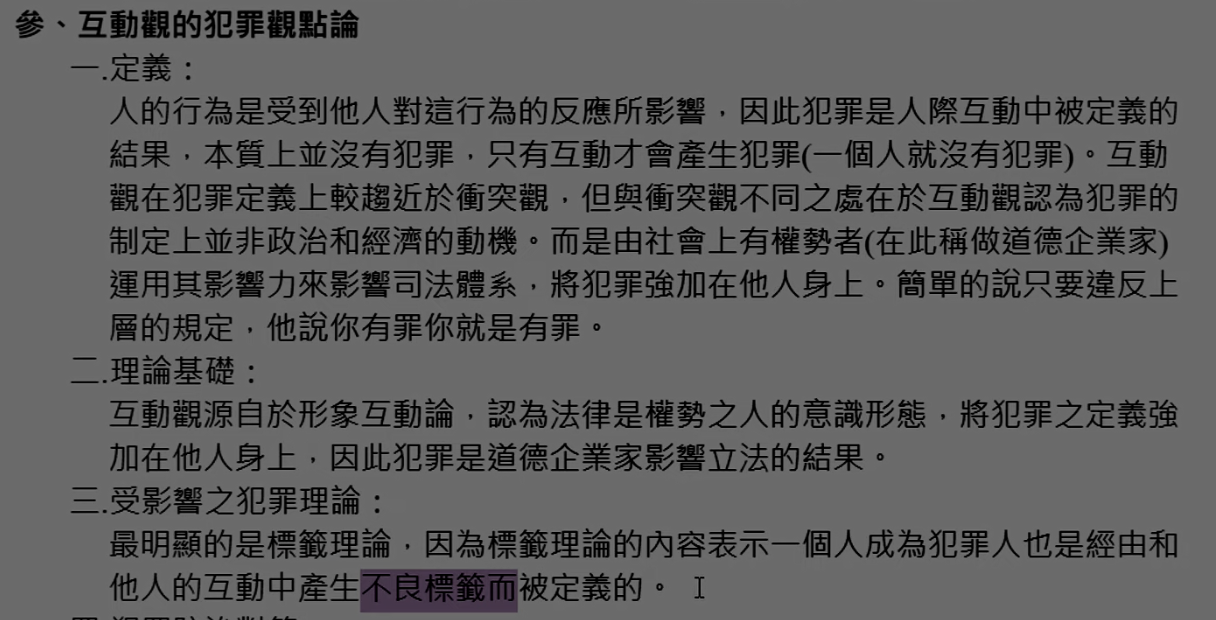 參、互動觀的犯罪觀點論
一.定義：
人的行為是受到他人對這行為的反應所影響，因此犯罪是人際互動中被定義的
結果，本質上並沒有犯罪，只有互動才會產生犯罪(一個人就沒有犯罪)。互動
觀在犯罪定義上較趨近於衝突觀，但與衝突觀不同之處在於互動觀認為犯罪的
制定上並非政治和經濟的動機。而是由社會上有權勢者(在此稱做道德企業家)
運用其影響力來影響司法體系，將犯罪強加在他人身上。簡單的說只要違反上
層的規定，他說你有罪你就是有罪。
二.理論基礎：
互動觀源自於形象互動論，認為法律是權勢之人的意識形態，將犯罪之定義強
加在他人身上，因此犯罪是道德企業家影響立法的結果。
三.受影響之犯罪理論：
最明顯的是標籤理論，因為標籤理論的內容表示一個人成為犯罪人也是經由和
他人的互動中產生不良標籤而被定義的。